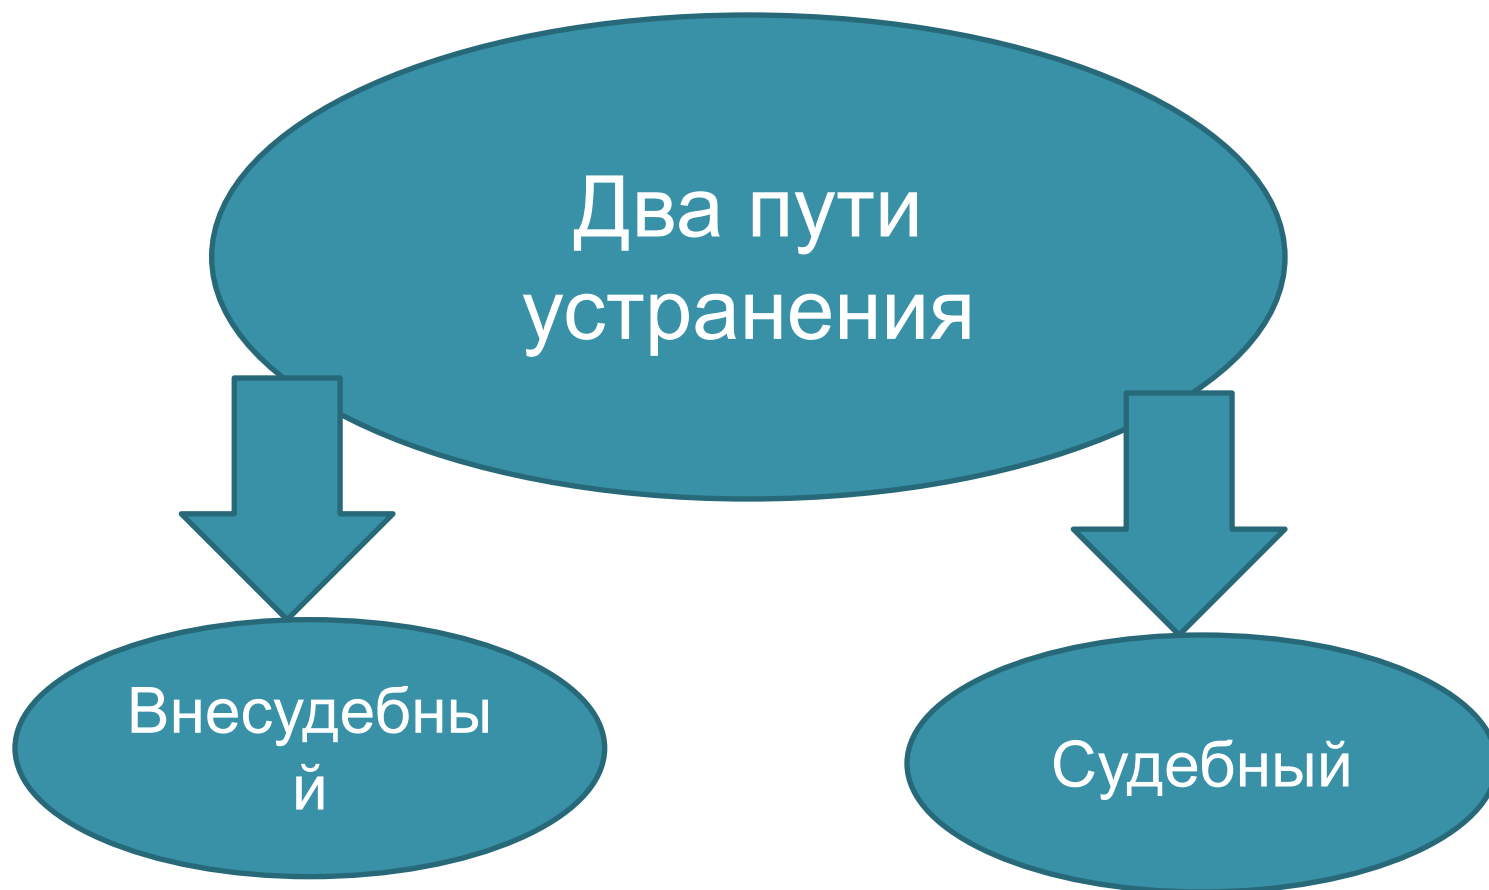 Два пути
устранения
Внесудебны
й
Судебный